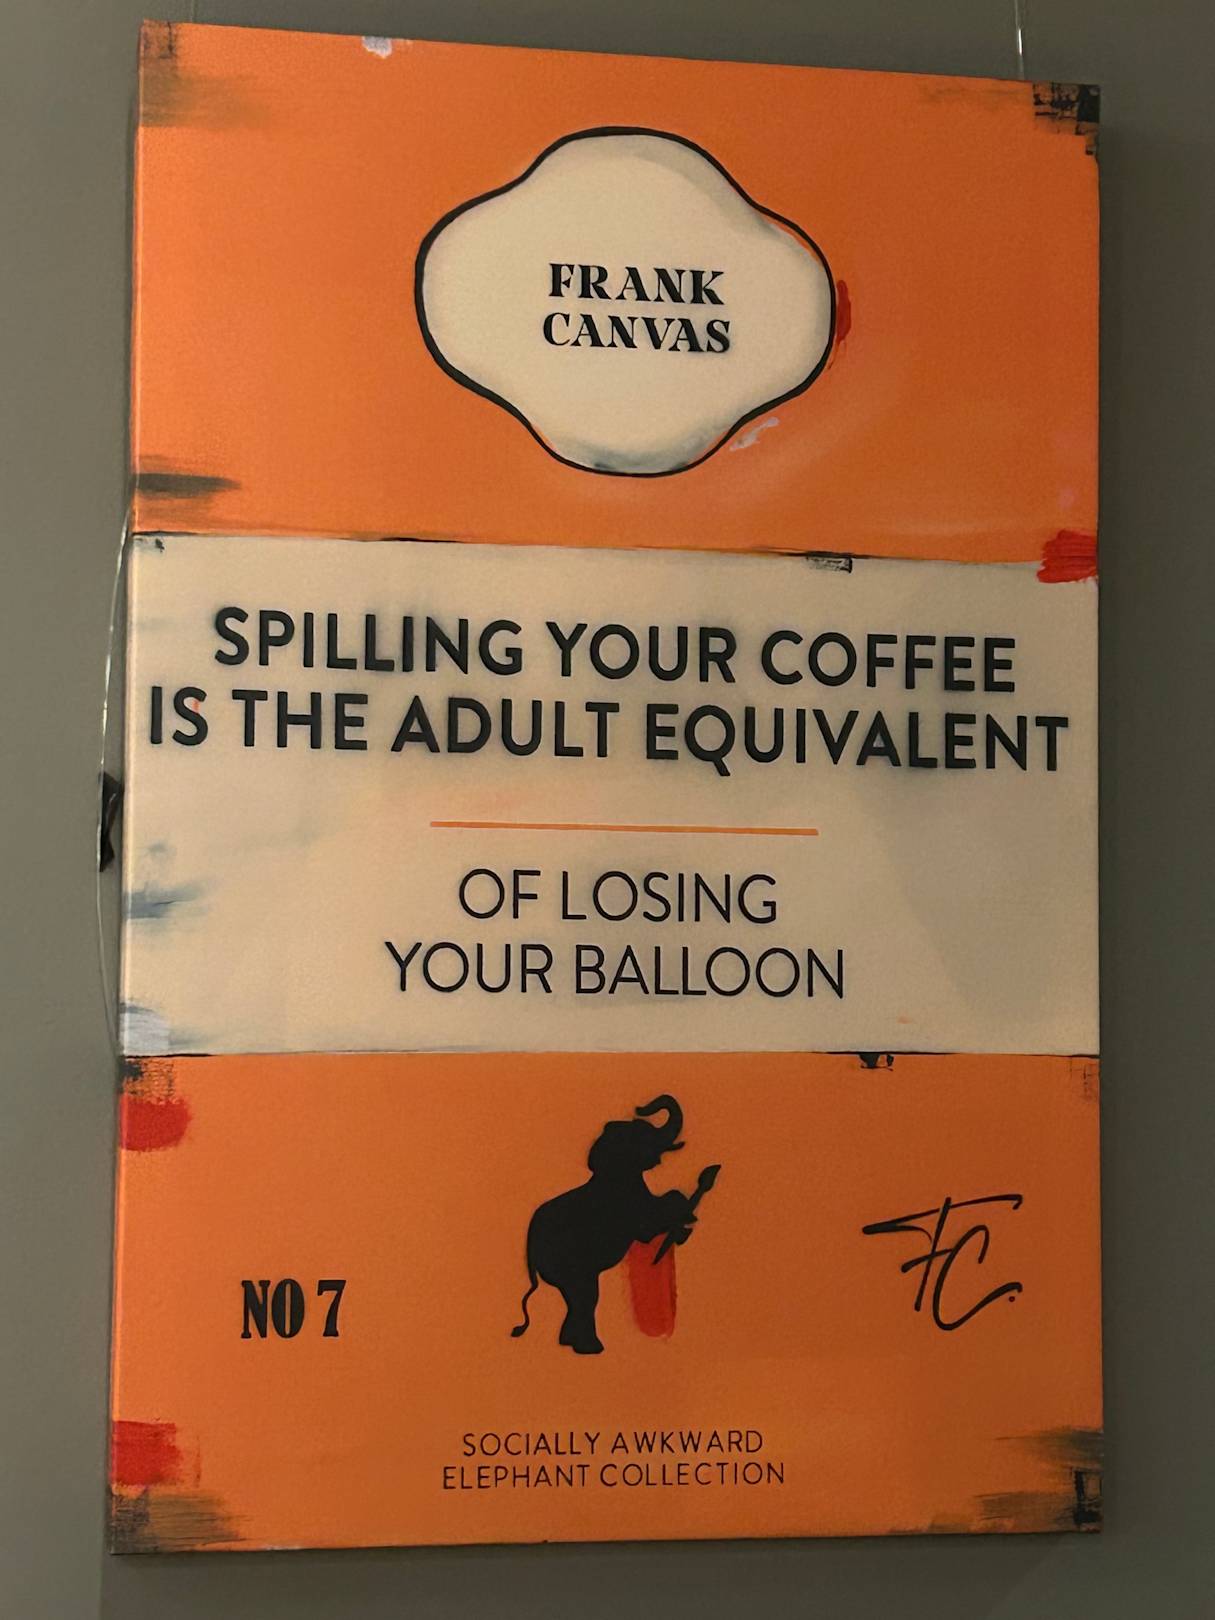 FRANK
CANVAS
SPILLING YOUR COFFEE
IS THE ADULT EQUIVALENT
OF LOSING
YOUR BALLOON
NO 7
FC.
SOCIALLY AWKWARD
ELEPHANT COLLECTION